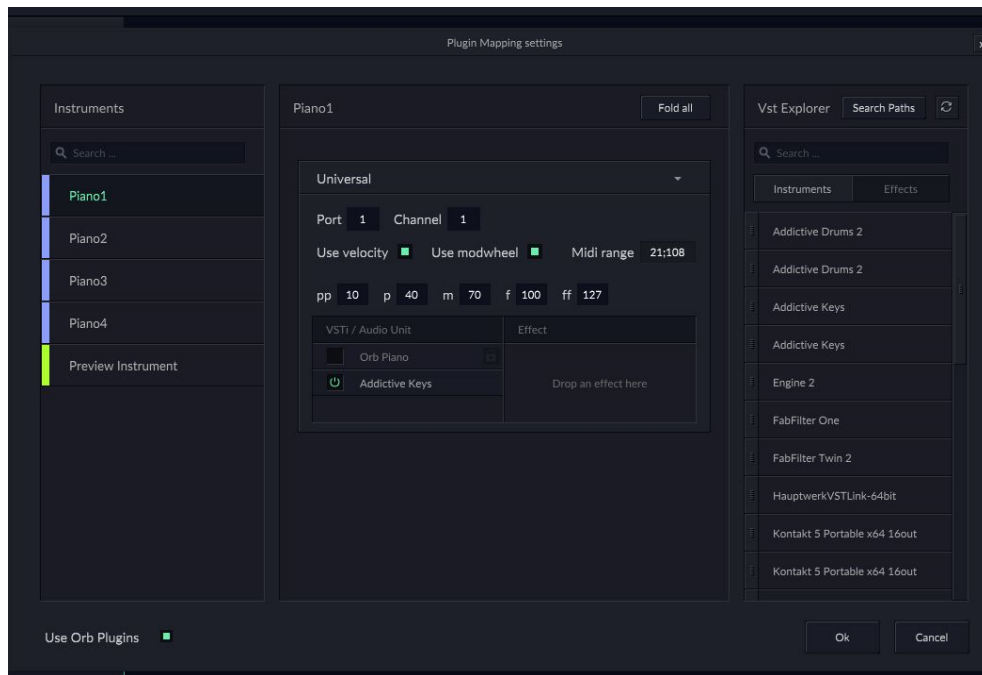 Plugin Mapping settings
x
Instruments
Search ...
Piano1
Piano2
Piano3
Piano4
Preview Instrument
Piano1
Fold all
Universal
Port 1 Channel 1
Use velocity Use modwheel Midi range 21;108
pp 10 p 40 m 70 f 100 ff 127
VSTi / Audio Unit Effect
Orb Piano
Addictive Keys
Drop an effect here
Vst Explorer Search Paths
Search ...
Instruments Effects
Addictive Drums 2
Addictive Drums 2
Addictive Keys
Addictive Keys
Engine 2
FabFilter One
FabFilter Twin 2
HauptwerkVSTLink-64bit
Kontakt 5 Portable x64 16out
Kontakt 5 Portable x64 16out
Use Orb Plugins
Ok Cancel